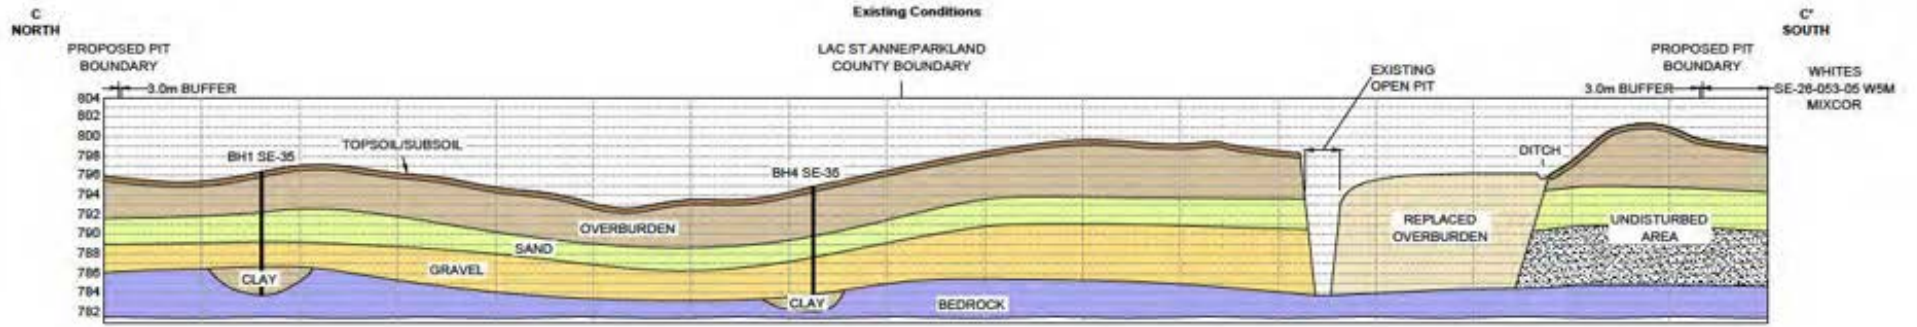 C
NORTH
Existing Conditions
C'
SOUTH
PROPOSED PIT
BOUNDARY
LAC ST.ANNE/PARKLAND
COUNTY BOUNDARY
EXISTING
OPEN PIT
PROPOSED PIT
BOUNDARY
WHITES
SE-26-053-05 W5M
MIXCOR
3.0m BUFFER
3.0m BUFFER
804
802
800
798
796
794
792
790
788
786
784
782
BH1 SE-35
TOPSOIL/SUBSOIL
BH4 SE-35
DITCH
OVERBURDEN
REPLACED
OVERBURDEN
UNDISTURBED
AREA
SAND
GRAVEL
CLAY
CLAY
BEDROCK